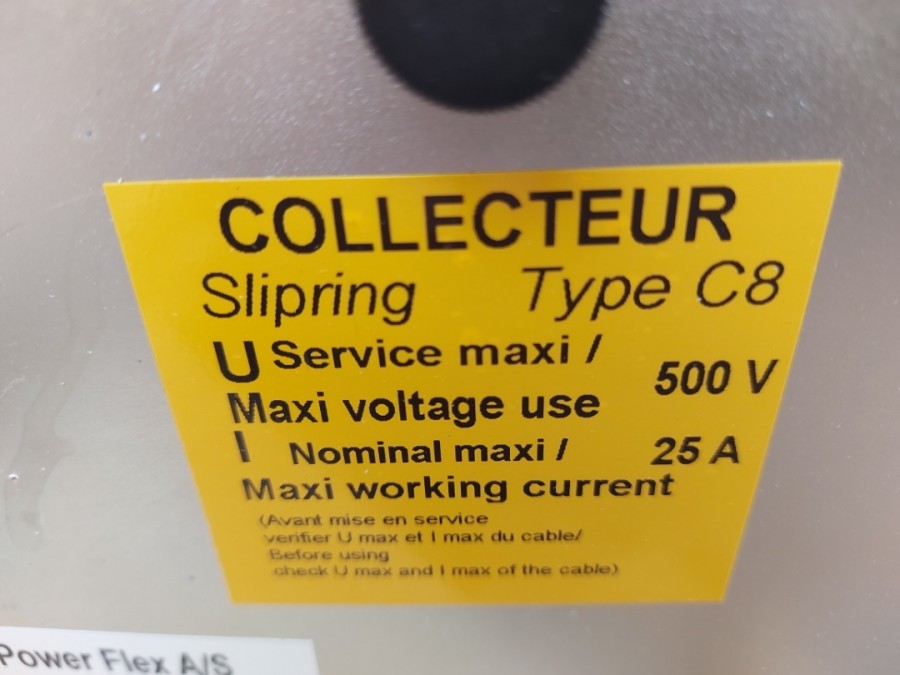 COLLECTEUR
Slipring Type C8
U Service maxi / 500 V
Maxi voltage use
I Nominal maxi / 25 A
Maxi working current
(Avant mise en service
verifier U max et I max du cable/
Before using
check U max and I max of the cable)
Power Flex A/S